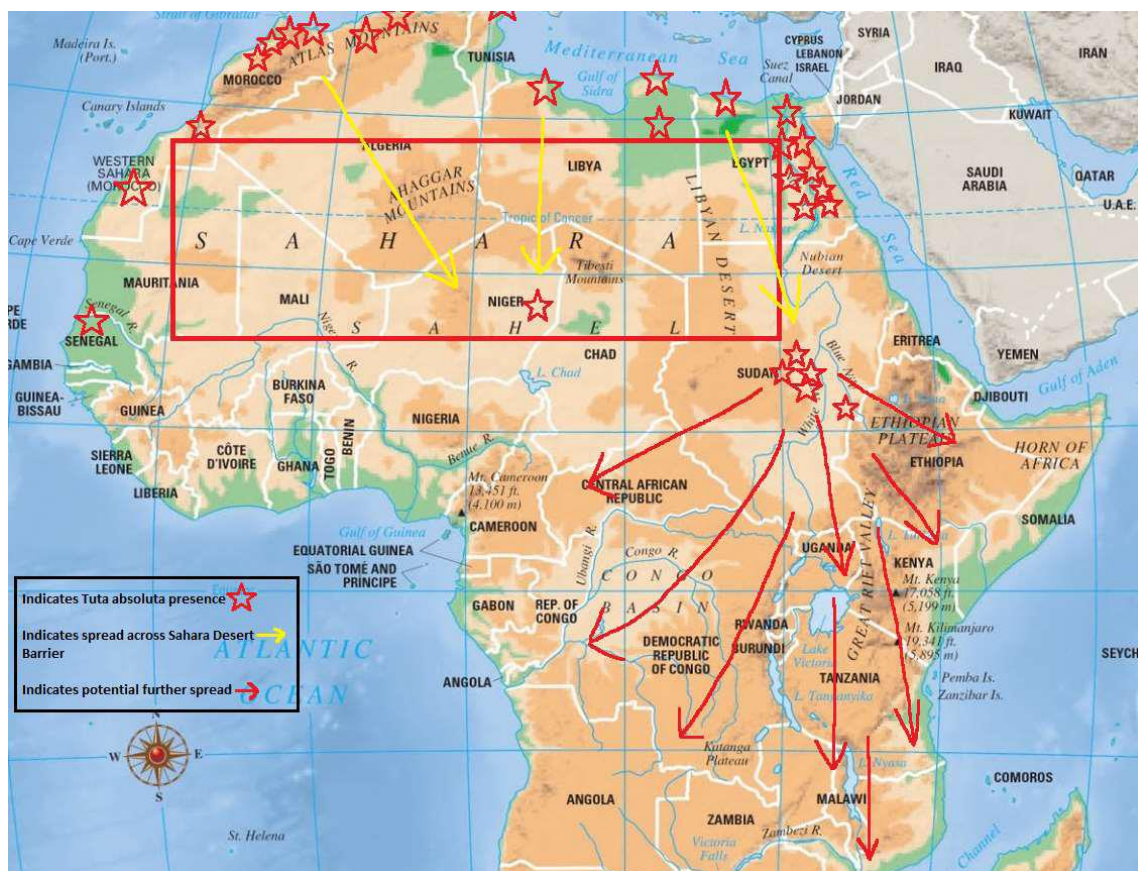 Strait of Gibraltar
Madeira Is.
(Port.)
ATLAS MOUNTAINS
MOROCCO
TUNISIA
Mediterranean
Sea
Gulf of
Sidra
CYPRUS
LEBANON
ISRAEL
SYRIA
Suez
Canal
IRAQ
IRAN
JORDAN
KUWAIT
Canary Islands
WESTERN
SAHARA
(MOROCCO)
ALGERIA
LIBYA
EGYPT
AHAGGAR
MOUNTAINS
LIBYAN DESERT
Red
Sea
SAUDI
ARABIA
QATAR
U.A.E.
Tropic of Cancer
L. Nasser
Cape Verde
SAHARA
Nubian
Desert
Tibesti
Mountains
MAURITANIA
MALI
NIGER
SAHEL
Senegal R.
SENEGAL
Niger
R.
CHAD
SUDAN
Blue
ERITREA
YEMEN
Gulf of Aden
GAMBIA
GUINEA-
BISSAU
GUINEA
BURKINA
FASO
L. Chad
White
DJIBOUTI
SIERRA
LEONE
LIBERIA
CÔTE
D'IVOIRE
GHANA
TOGO
BENIN
NIGERIA
Benue R.
ETHIOPIAN
PLATEAU
ETHIOPIA
HORN OF
AFRICA
Mt. Cameroon
13,451 ft.
(4,100 m)
CENTRAL AFRICAN
REPUBLIC
CAMEROON
Gulf of Guinea
EQUATORIAL GUINEA
SÃO TOMÉ AND
PRÍNCIPE
SOMALIA
UGANDA
KENYA
Mt. Kenya
17,058 ft.
(5,199 m)
Ubangi R.
Congo R.
CONGO
BASIN
GABON
REP. OF
CONGO
DEMOCRATIC
REPUBLIC
OF CONGO
RWANDA
BURUNDI
Lake
Victoria
GREAT RIFT VALLEY
Mt. Kilimanjaro
19,341 ft.
(5,895 m)
TANZANIA
L. Tanganyika
Pemba Is.
Zanzibar Is.
Indicates Tuta absoluta presence
Indicates spread across Sahara Desert
Barrier
Indicates potential further spread
ATLANTIC
OCEAN
ANGOLA
N
W E
S
Katanga
Plateau
L. Nyasa
COMOROS
ANGOLA
ZAMBIA
MALAWI
St. Helena
Victoria
Falls
Zambezi R.
Channel